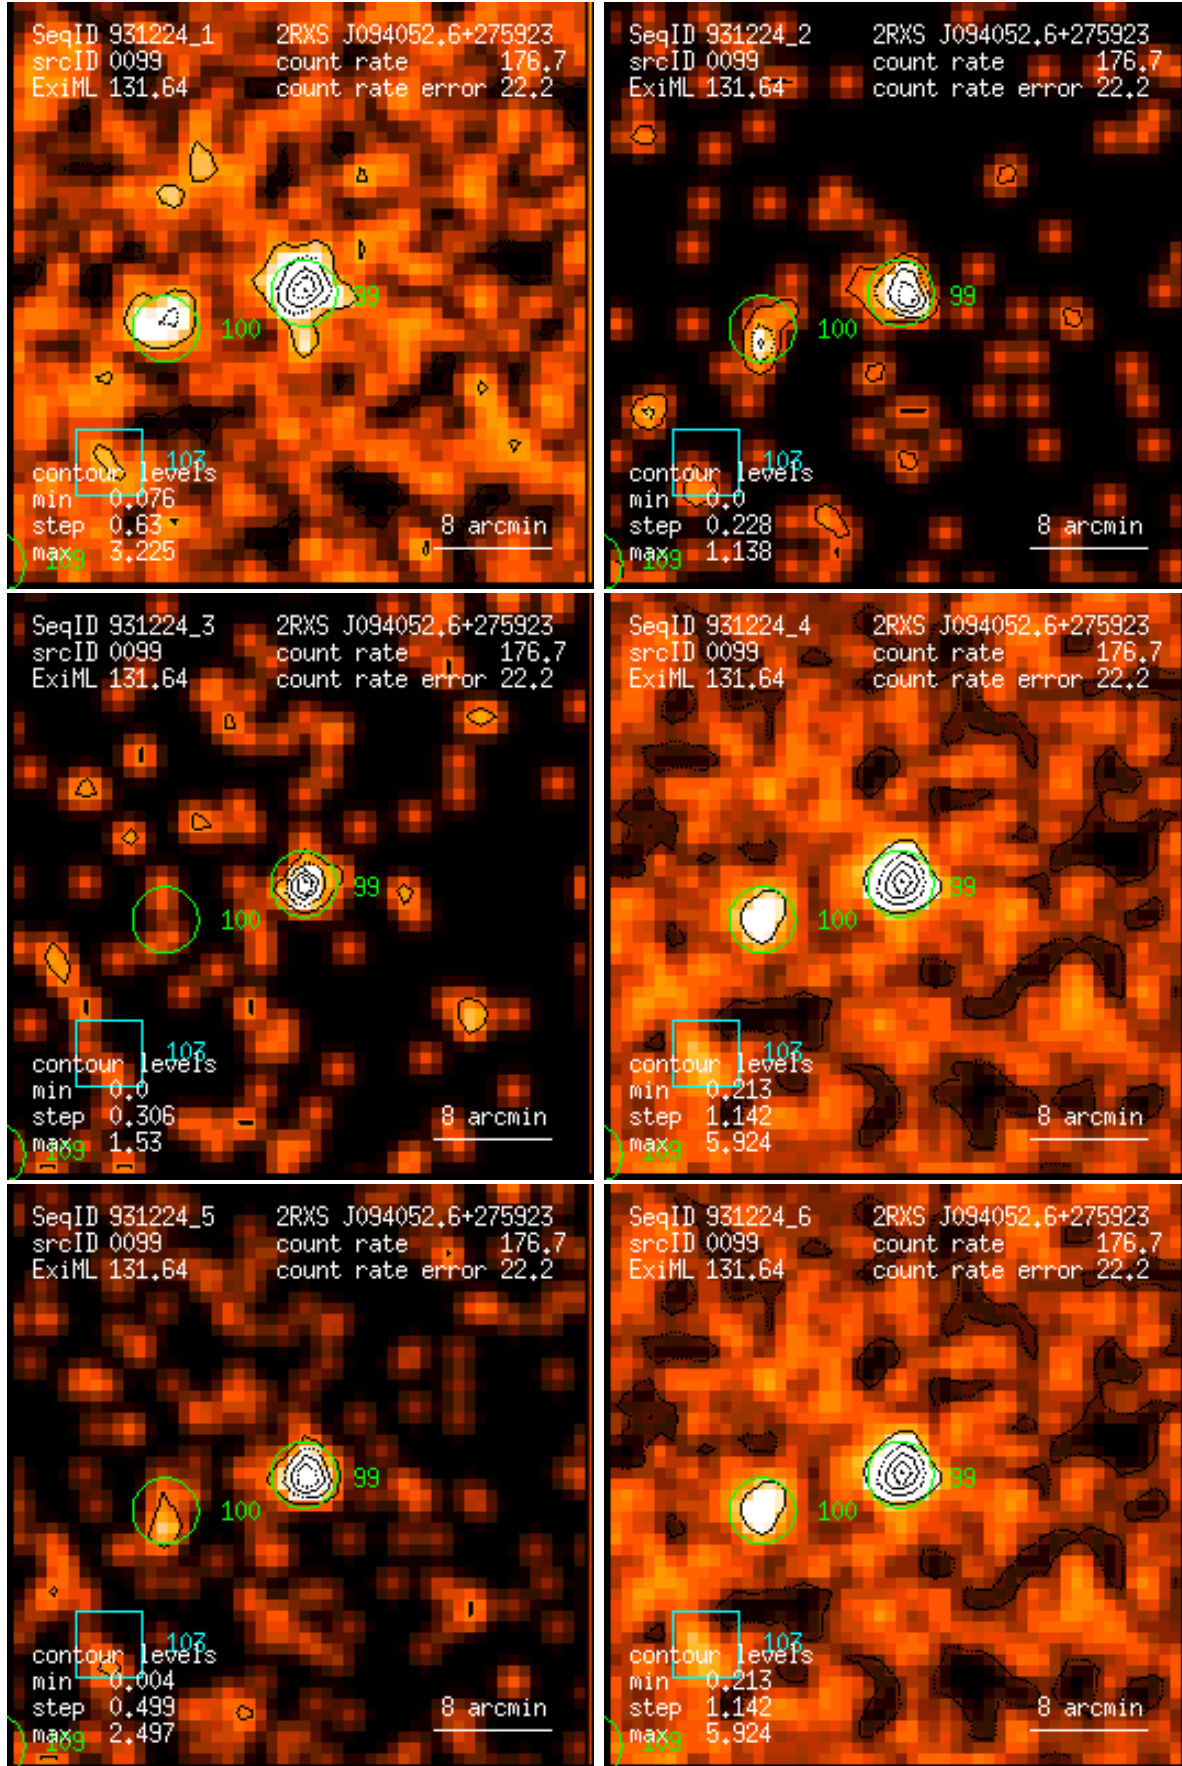 SeqID 931224_1 2RXS J094052.6+275923
srcID 0099 count rate 176.7
ExiML 131.64 count rate error 22.2
99
100
103
contour levels
min 0.076
step 0.63 8 arcmin
max 3.225
109
SeqID 931224_2 2RXS J094052.6+275923
srcID 0099 count rate 176.7
ExiML 131.64 count rate error 22.2
99
100
103
contour levels
min 0.0
step 0.228 8 arcmin
max 1.138
109
SeqID 931224_3 2RXS J094052.6+275923
srcID 0099 count rate 176.7
ExiML 131.64 count rate error 22.2
99
100
103
contour levels
min 0.0
step 0.306 8 arcmin
max 1.53
109
SeqID 931224_4 2RXS J094052.6+275923
srcID 0099 count rate 176.7
ExiML 131.64 count rate error 22.2
99
100
103
contour levels
min 0.213
step 1.142 8 arcmin
max 5.924
109
SeqID 931224_5 2RXS J094052.6+275923
srcID 0099 count rate 176.7
ExiML 131.64 count rate error 22.2
99
100
103
contour levels
min 0.004
step 0.499 8 arcmin
max 2.497
109
SeqID 931224_6 2RXS J094052.6+275923
srcID 0099 count rate 176.7
ExiML 131.64 count rate error 22.2
99
100
103
contour levels
min 0.213
step 1.142 8 arcmin
max 5.924
109